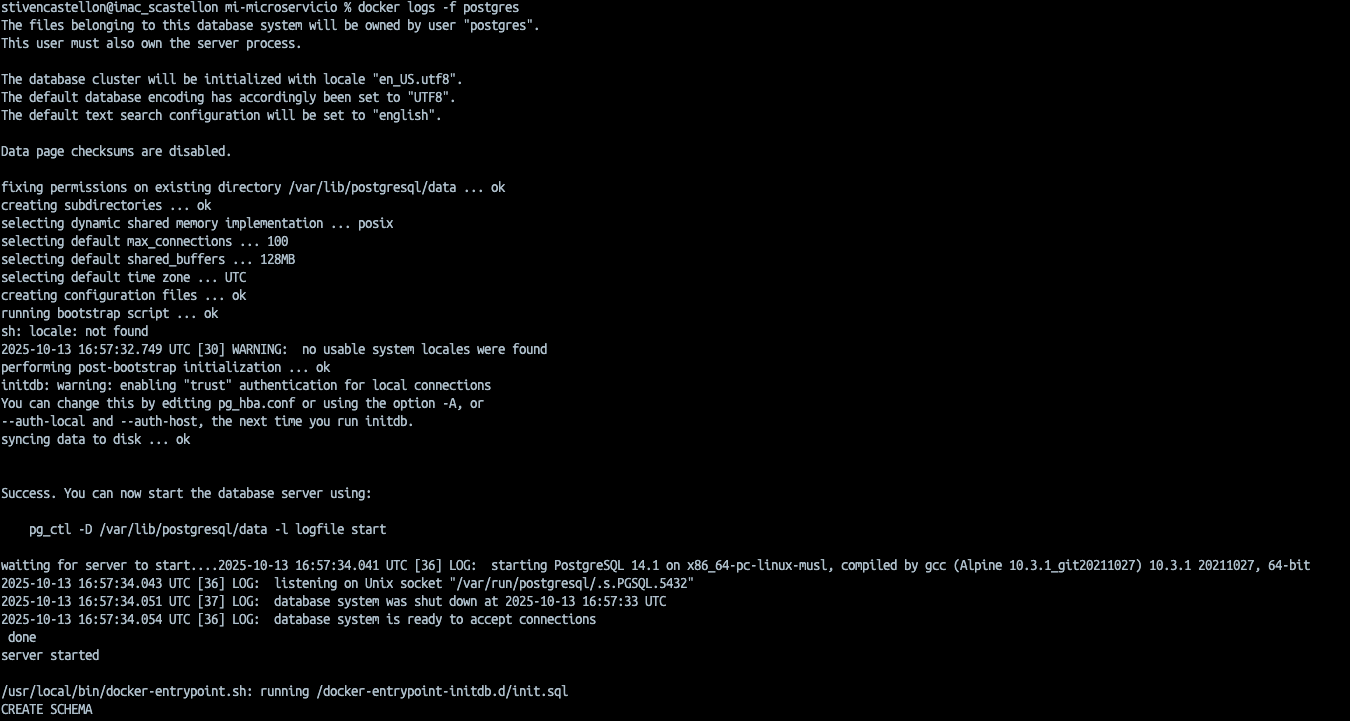 stivencastellon@imac_scastellon mi-microservicio % docker logs -f postgres
The files belonging to this database system will be owned by user "postgres".
This user must also own the server process.
The database cluster will be initialized with locale "en_US.utf8".
The default database encoding has accordingly been set to "UTF8".
The default text search configuration will be set to "english".
Data page checksums are disabled.
fixing permissions on existing directory /var/lib/postgresql/data ... ok
creating subdirectories ... ok
selecting dynamic shared memory implementation ... posix
selecting default max_connections ... 100
selecting default shared_buffers ... 128MB
selecting default time zone ... UTC
creating configuration files ... ok
running bootstrap script ... ok
sh: locale: not found
2025-10-13 16:57:32.749 UTC [30] WARNING:  no usable system locales were found
performing post-bootstrap initialization ... ok
initdb: warning: enabling "trust" authentication for local connections
You can change this by editing pg_hba.conf or using the option -A, or
--auth-local and --auth-host, the next time you run initdb.
syncing data to disk ... ok
Success. You can now start the database server using:
    pg_ctl -D /var/lib/postgresql/data -l logfile start
waiting for server to start....2025-10-13 16:57:34.041 UTC [36] LOG:  starting PostgreSQL 14.1 on x86_64-pc-linux-musl, compiled by gcc (Alpine 10.3.1_git20211027) 10.3.1 20211027, 64-bit
2025-10-13 16:57:34.043 UTC [36] LOG:  listening on Unix socket "/var/run/postgresql/.s.PGSQL.5432"
2025-10-13 16:57:34.051 UTC [37] LOG:  database system was shut down at 2025-10-13 16:57:33 UTC
2025-10-13 16:57:34.054 UTC [36] LOG:  database system is ready to accept connections
 done
server started
/usr/local/bin/docker-entrypoint.sh: running /docker-entrypoint-initdb.d/init.sql
CREATE SCHEMA